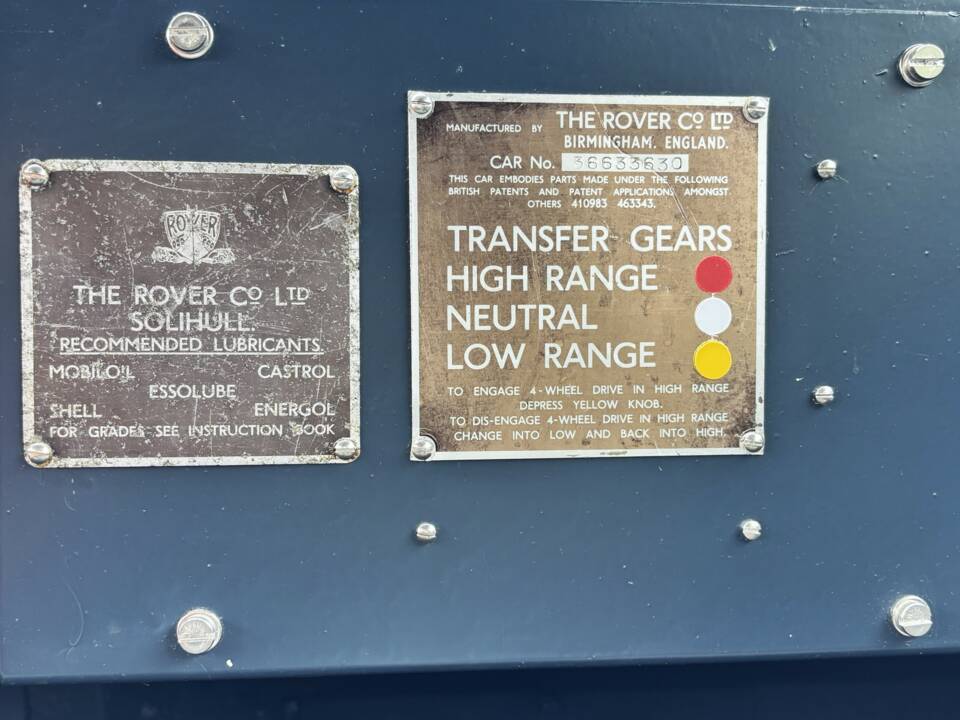 ROVER
THE ROVER Co LTD
SOLIHULL.
RECOMMENDED LUBRICANTS.
MOBILOIL CASTROL
ESSOLUBE
SHELL ENERGOL
FOR GRADES SEE INSTRUCTION BOOK
MANUFACTURED BY THE ROVER Co LTD
BIRMINGHAM. ENGLAND.
CAR No. 36633630
THIS CAR EMBODIES PARTS MADE UNDER THE FOLLOWING
BRITISH PATENTS AND PATENT APPLICATIONS AMONGST
OTHERS 410983 463343.
TRANSFER GEARS
HIGH RANGE
NEUTRAL
LOW RANGE
TO ENGAGE 4-WHEEL DRIVE IN HIGH RANGE
DEPRESS YELLOW KNOB.
TO DIS-ENGAGE 4-WHEEL DRIVE IN HIGH RANGE
CHANGE INTO LOW AND BACK INTO HIGH.